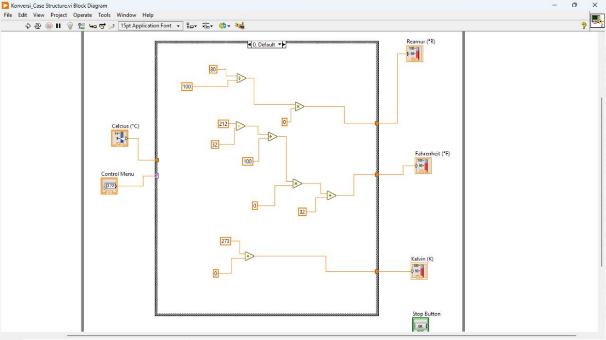 Konversi_Case Structure.vi Block Diagram
File Edit View Project Operate Tools Window Help
15pt Application Font
0, Default
Reamur (°R)
80
100
0
Celcius (°C)
212
32
100
Fahrenheit (°F)
Control Menu
0
32
273
Kelvin (K)
0
Stop Button